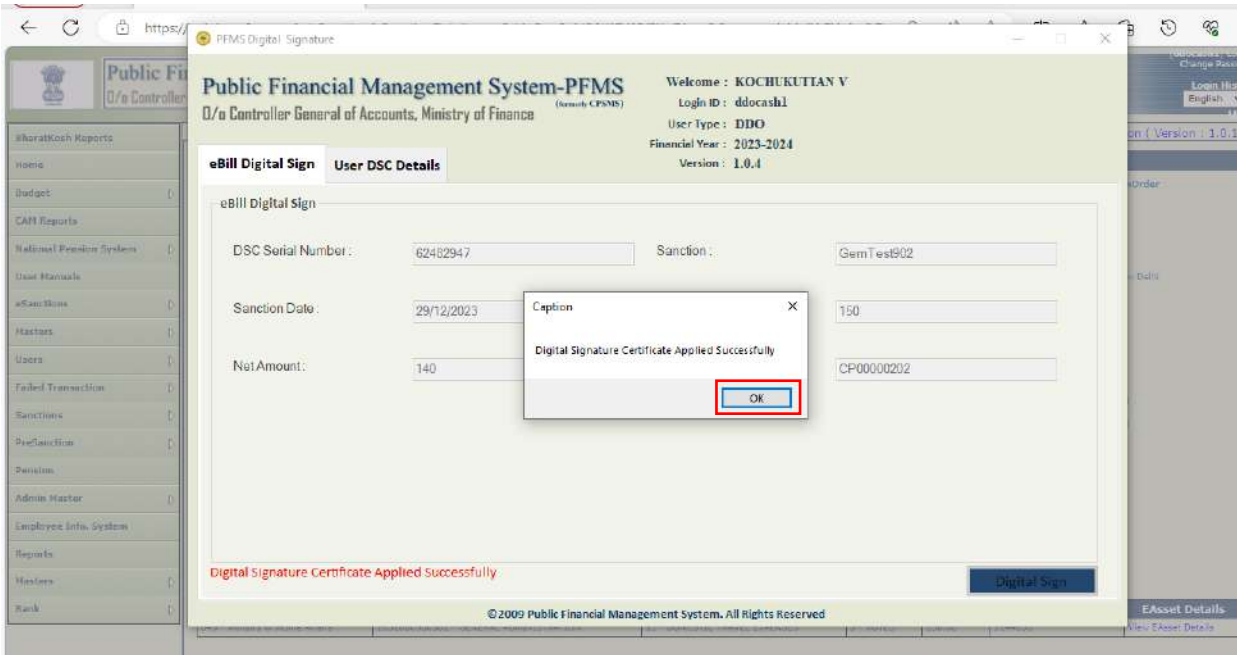 https://
PFMS Digital Signature
Public Fi
O/o Controller
Change Pass
Login His
English
Public Financial Management System-PFMS
(formerly CPSMS)
O/o Controller General of Accounts, Ministry of Finance
Welcome : KOCHUKUTTAN V
Login ID : ddocash1
User Type : DDO
Financial Year : 2023-2024
Version : 1.0.4
on ( Version : 1.0.1
BharatKosh Reports
Home
Budget
CAM Reports
National Pension System
User Manuals
eSanctions
Masters
Users
Failed Transaction
Sanctions
PreSanction
Pension
Admin Master
Employee Info. System
Reports
Masters
Bank
eBill Digital Sign
User DSC Details
eBill Digital Sign
DSC Serial Number :
62482947
Sanction :
GemTest902
Sanction Date :
29/12/2023
150
Net Amount :
140
CP00000202
Caption
Digital Signature Certificate Applied Successfully
OK
Digital Signature Certificate Applied Successfully
Digital Sign
©2009 Public Financial Management System. All Rights Reserved
EAsset Details
View EAsset Details